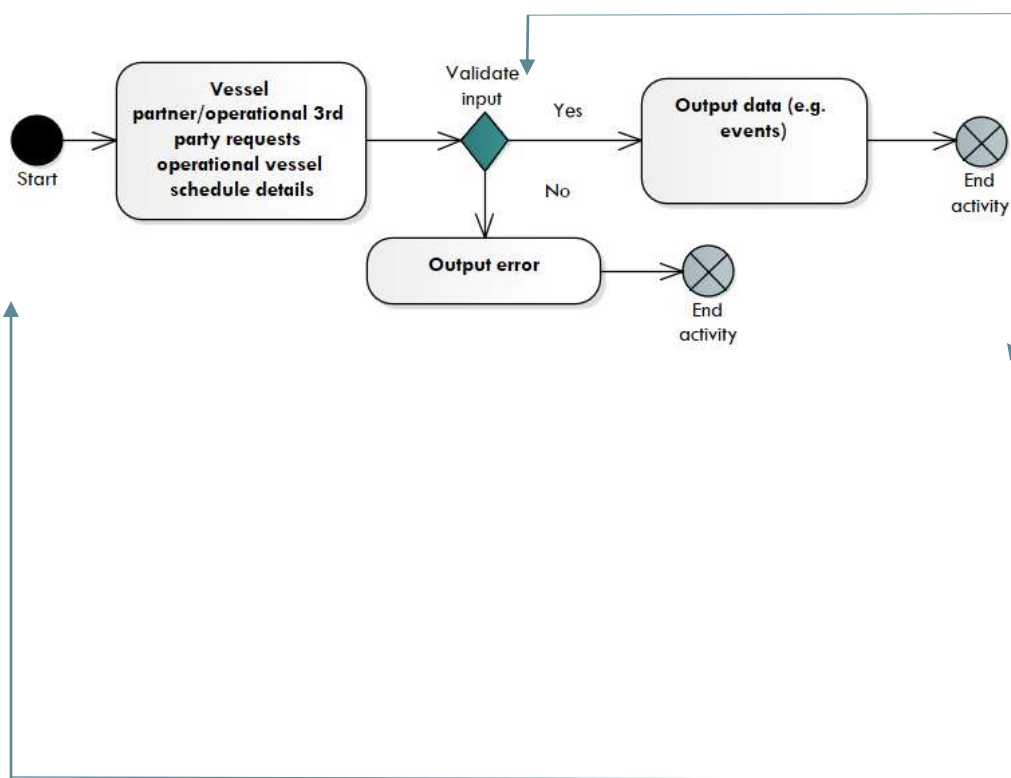 Start
Vessel
partner/operational 3rd
party requests
operational vessel
schedule details
Validate
input
Yes
No
Output data (e.g.
events)
End
activity
Output error
End
activity